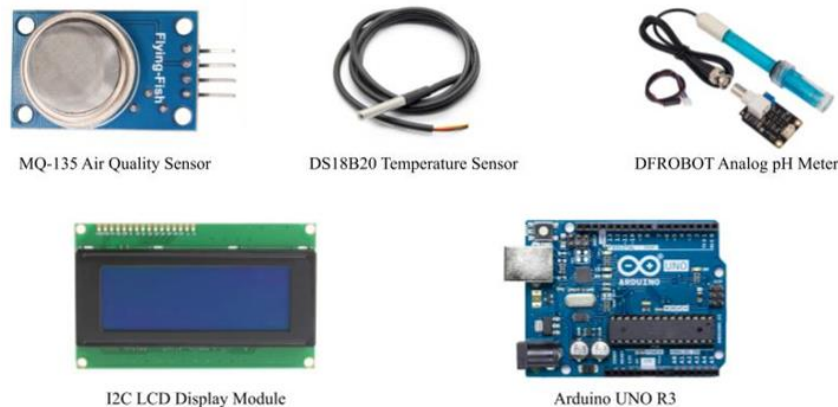 Flying-Fish
MQ-135 Air Quality Sensor
DS18B20 Temperature Sensor
DFROBOT Analog pH Meter
UNO
ARDUINO
I2C LCD Display Module
Arduino UNO R3